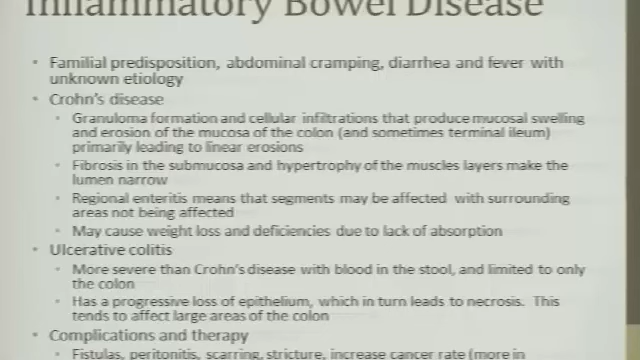 Inflammatory Bowel Disease
• Familial predisposition, abdominal cramping, diarrhea and fever with
unknown etiology
• Crohn's disease
• Granuloma formation and cellular infiltrations that produce mucosal swelling
and erosion of the mucosa of the colon (and sometimes terminal ileum)
primarily leading to linear erosions
• Fibrosis in the submucosa and hypertrophy of the muscles layers make the
lumen narrow
• Regional enteritis means that segments may be affected with surrounding
areas not being affected
• May cause weight loss and deficiencies due to lack of absorption
• Ulcerative colitis
• More severe than Crohn's disease with blood in the stool, and limited to only
the colon
• Has a progressive loss of epithelium, which in turn leads to necrosis. This
tends to affect large areas of the colon
• Complications and therapy
• Fistulas, peritonitis, scarring, stricture, increase cancer rate (more in